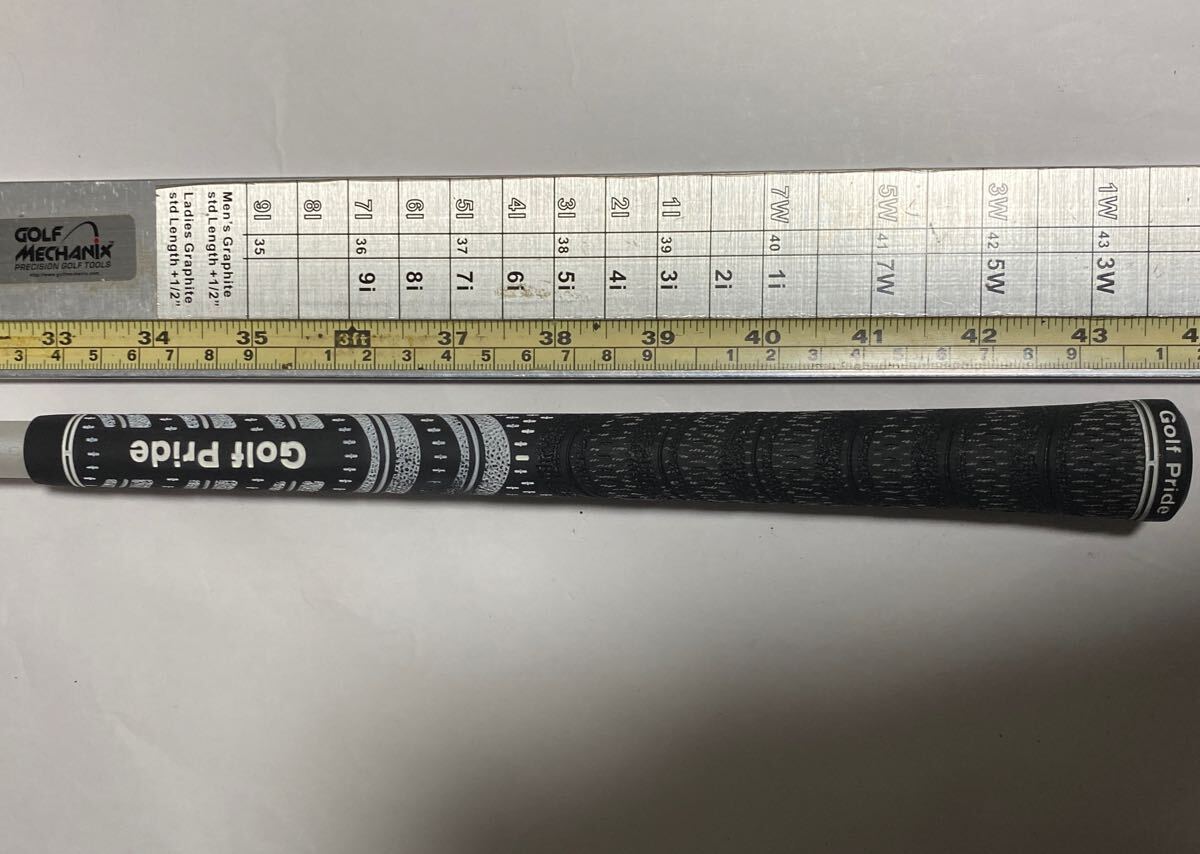 GOLF
MECHANIX
PRECISION GOLF TOOLS
Men's Graphite
std, Length +1/2"
Ladies Graphite
std Length +1/2"
9I 8I 7I 6I 5I 4I 3I 2I 1I 7W 5W 3W 1W
35 36 37 38 39 40 41 42 43
9i 8i 7i 6i 5i 4i 3i 2i 1i 7W 5W 3W
33 34 35 3ft 37 38 39 40 41 42 43
3 4 5 6 7 8 9 1 2 3 4 5 6 7 8 9 1 2 3 4 5 6 7 8 9 1
Golf Pride
Golf Pride